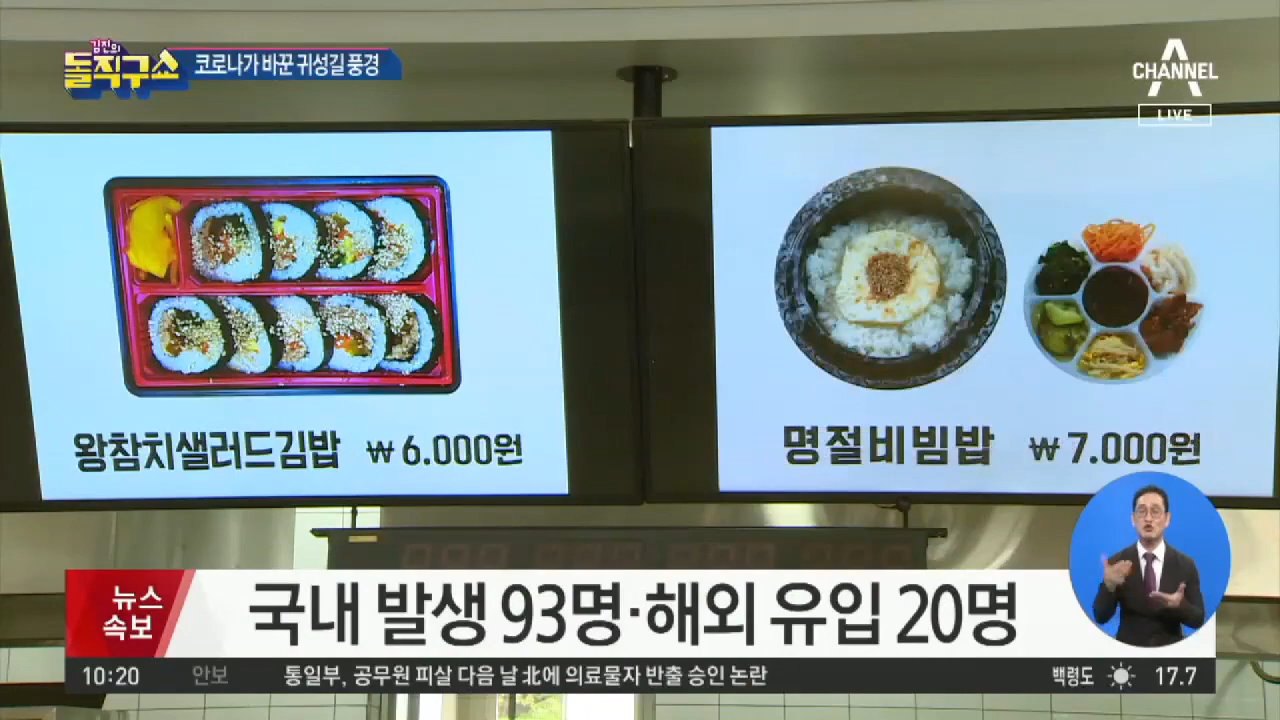 김진의
돌직구쇼
코로나가 바꾼 귀성길 풍경
CHANNEL A
LIVE
왕참치샐러드김밥 ₩ 6.000원
명절비빔밥 ₩ 7.000원
뉴스
속보
국내 발생 93명·해외 유입 20명
10:20 안보 통일부, 공무원 피살 다음 날 北에 의료물자 반출 승인 논란 백령도 17.7